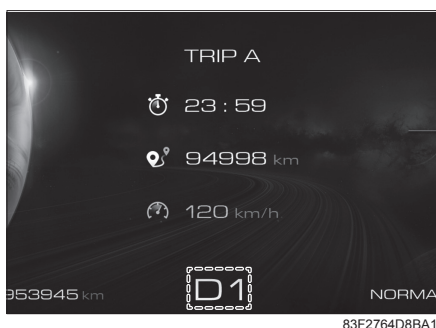 TRIP A
23 : 59
94998 km
120 km/h
953945 km D1 NORMA
83F2764D8BA1